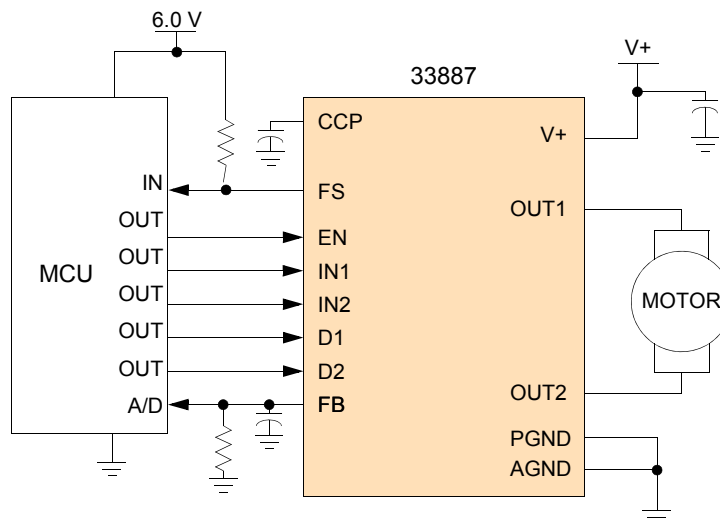 6.0 V
V+
33887
CCP
V+
IN
FS
OUT1
OUT
EN
OUT
IN1
MCU
OUT
IN2
MOTOR
OUT
D1
OUT
D2
A/D
FB
OUT2
PGND
AGND